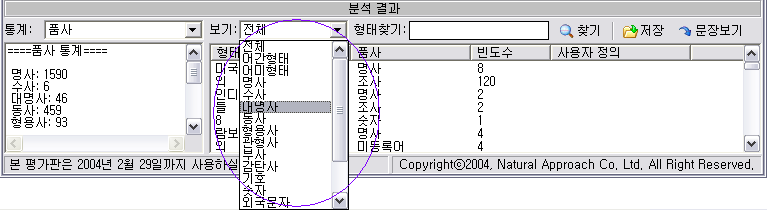 분석 결과
통계: 품사 보기: 전체 형태찾기: 찾기 저장 문장보기
====품사 통계====
명사: 1590
수사: 6
대명사: 46
동사: 459
형용사: 93
전체
어간형태
어미형태
명사
수사
대명사
동사
형용사
관형사
부사
감탄사
기호
숫자
외국문자
형태 품사 빈도수 사용자 정의
미국 명사 8
의 조사 120
인디 명사 2
들 조사 2
8 숫자 1
람보 명사 4
외 미등록어 4
본 평가판은 2004년 2월 29일까지 사용하실
Copyright©2004, Natural Approach Co, Ltd, All Right Reserved,